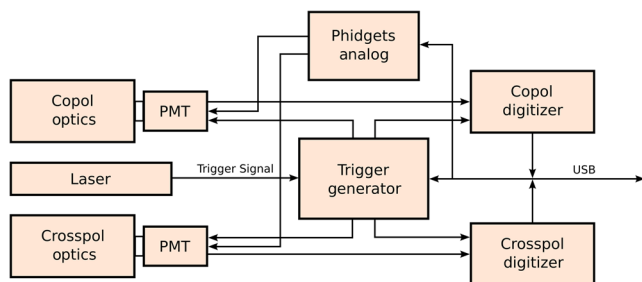 Phidgets
analog
Copol
optics
PMT
Copol
digitizer
Laser
Trigger Signal
Trigger
generator
USB
Crosspol
optics
PMT
Crosspol
digitizer